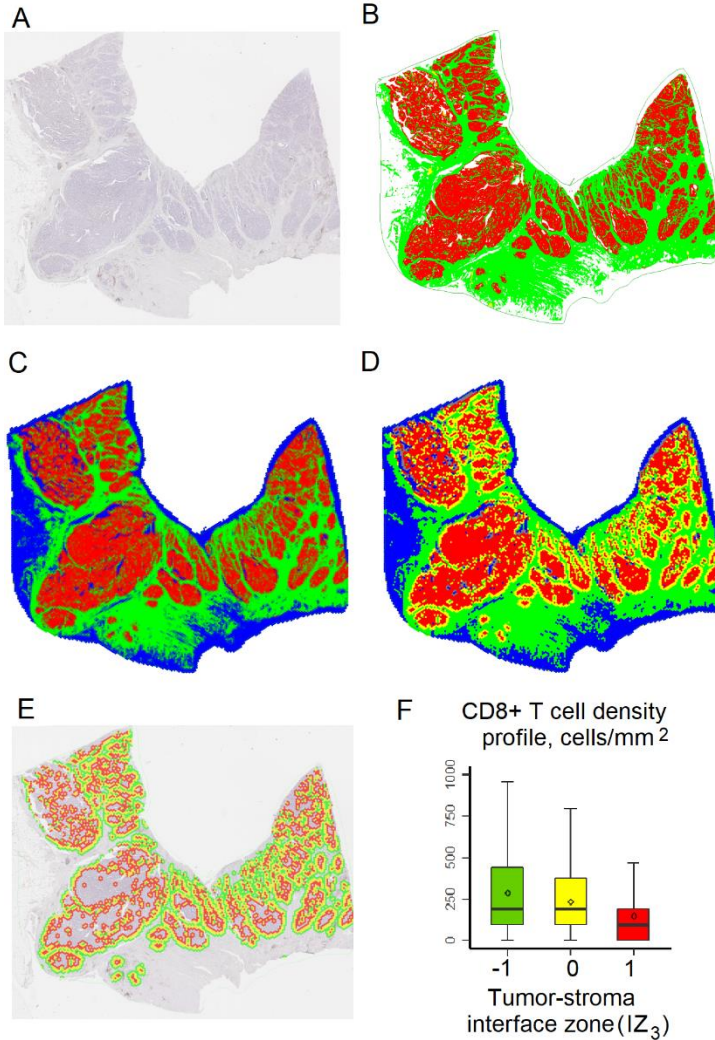 A
B
C
D
E
F
CD8+ T cell density
profile, cells/mm 2
1000
750
500
250
0
-1 0 1
Tumor-stroma
interface zone (IZ3)